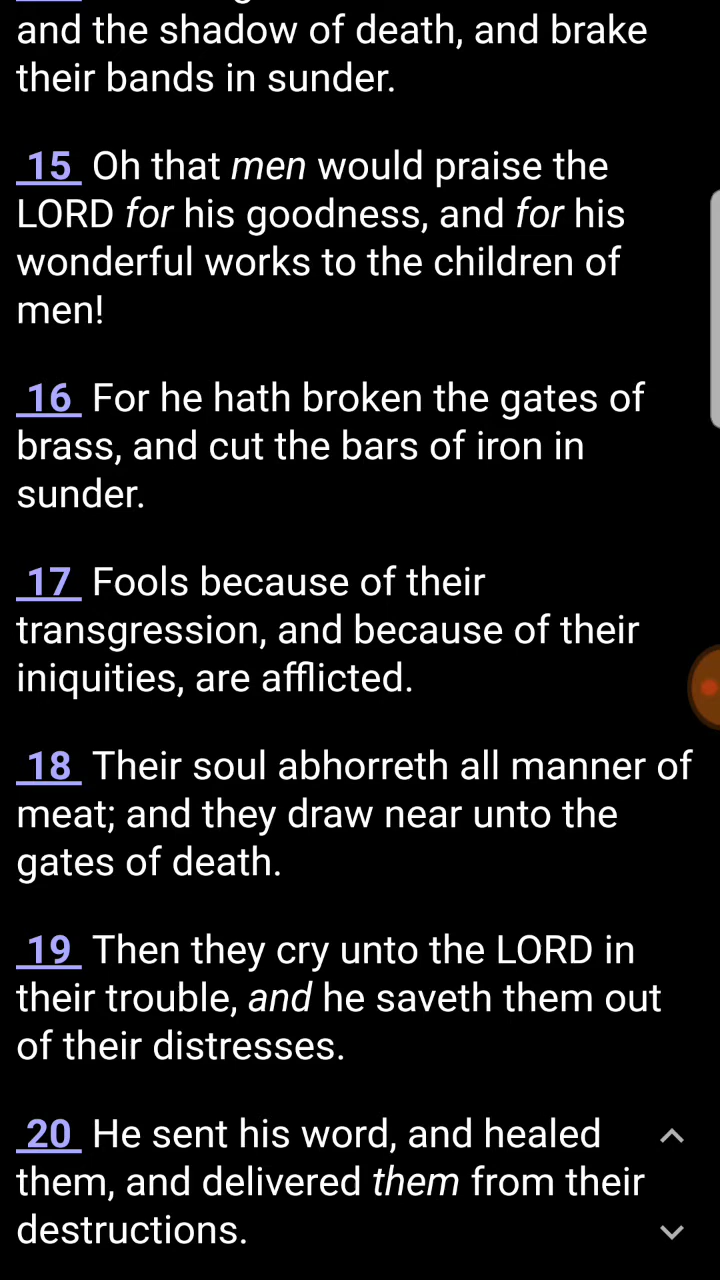 and the shadow of death, and brake
their bands in sunder.
15 Oh that men would praise the
LORD for his goodness, and for his
wonderful works to the children of
men!
16 For he hath broken the gates of
brass, and cut the bars of iron in
sunder.
17 Fools because of their
transgression, and because of their
iniquities, are afflicted.
18 Their soul abhorreth all manner of
meat; and they draw near unto the
gates of death.
19 Then they cry unto the LORD in
their trouble, and he saveth them out
of their distresses.
20 He sent his word, and healed
them, and delivered them from their
destructions.